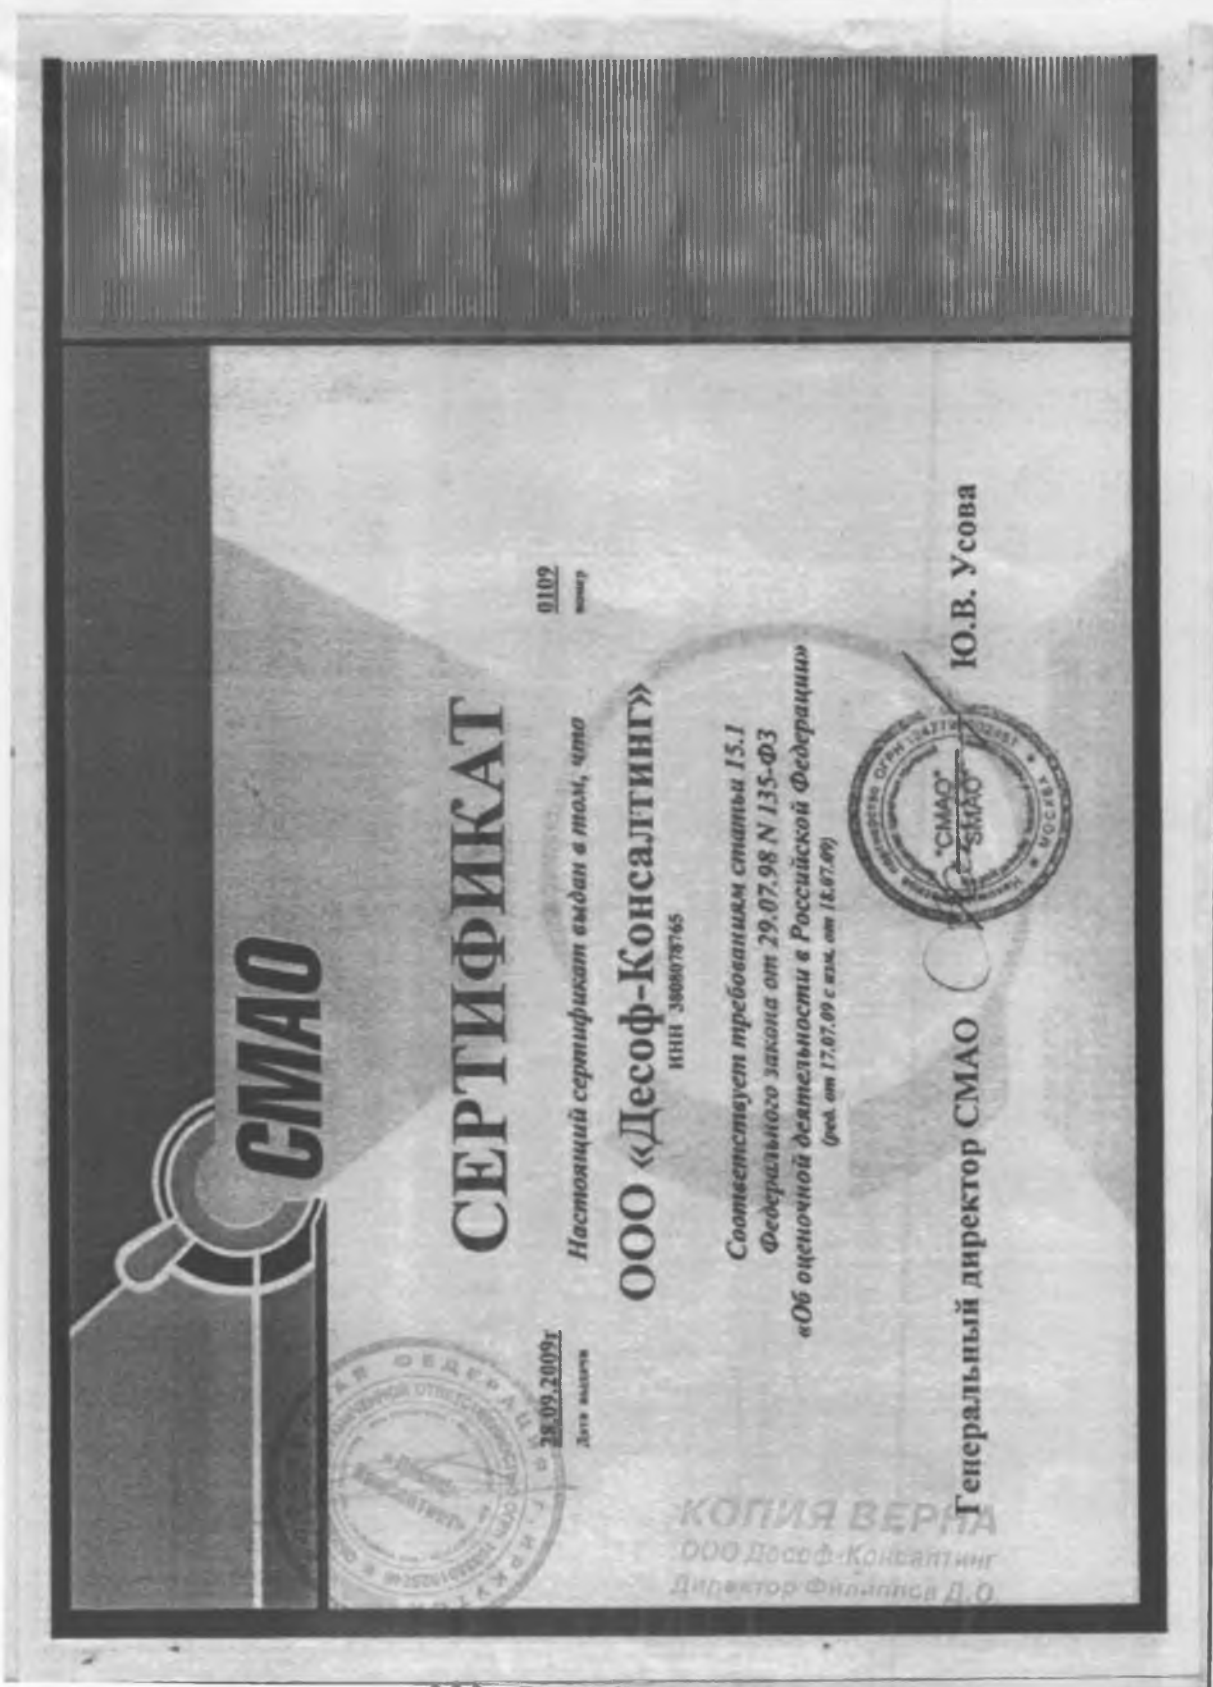 СМАО
СЕРТИФИКАТ
28.09.2009г
Дата выдачи
0109
номер
Настоящий сертификат выдан в том, что
ООО «Десоф-Консалтинг»
ИНН 3808078765
Соответствует требованиям статьи 15.1
Федерального закона от 29.07.98 N 135-ФЗ
«Об оценочной деятельности в Российской Федерации»
(ред. от 17.07.09 с изм. от 18.07.09)
Генеральный директор СМАО
Ю.В. Усова
"СМАО"
"SMAO"
МОСКВА
КОПИЯ ВЕРНА
ООО Десоф-Консалтинг
Директор Филиппов Д.О.